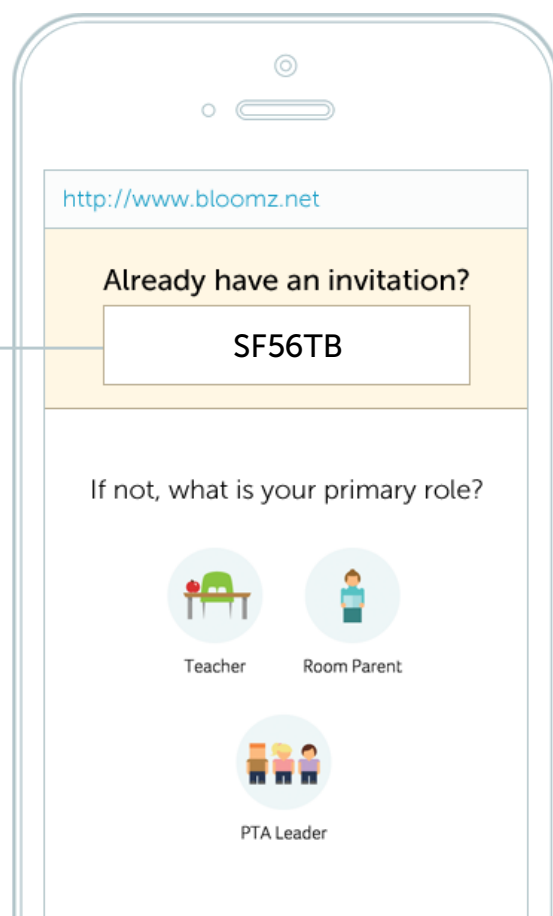 http://www.bloomz.net
Already have an invitation?
SF56TB
If not, what is your primary role?
Teacher
Room Parent
PTA Leader